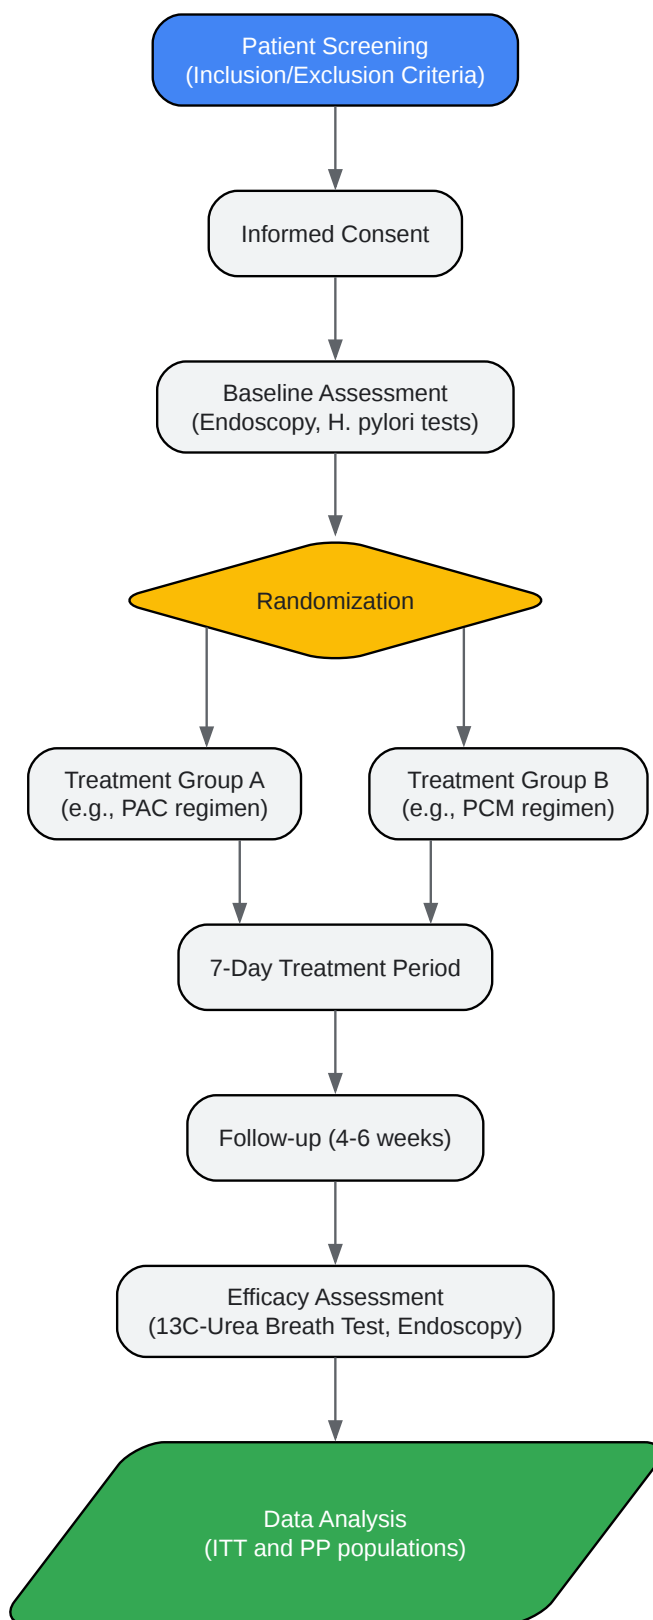 Patient Screening
(Inclusion/Exclusion Criteria)
Informed Consent
Baseline Assessment
(Endoscopy, H. pylori tests)
Randomization
Treatment Group A
(e.g., PAC regimen)
Treatment Group B
(e.g., PCM regimen)
7-Day Treatment Period
Follow-up (4-6 weeks)
Efficacy Assessment
(13C-Urea Breath Test, Endoscopy)
Data Analysis
(ITT and PP populations)